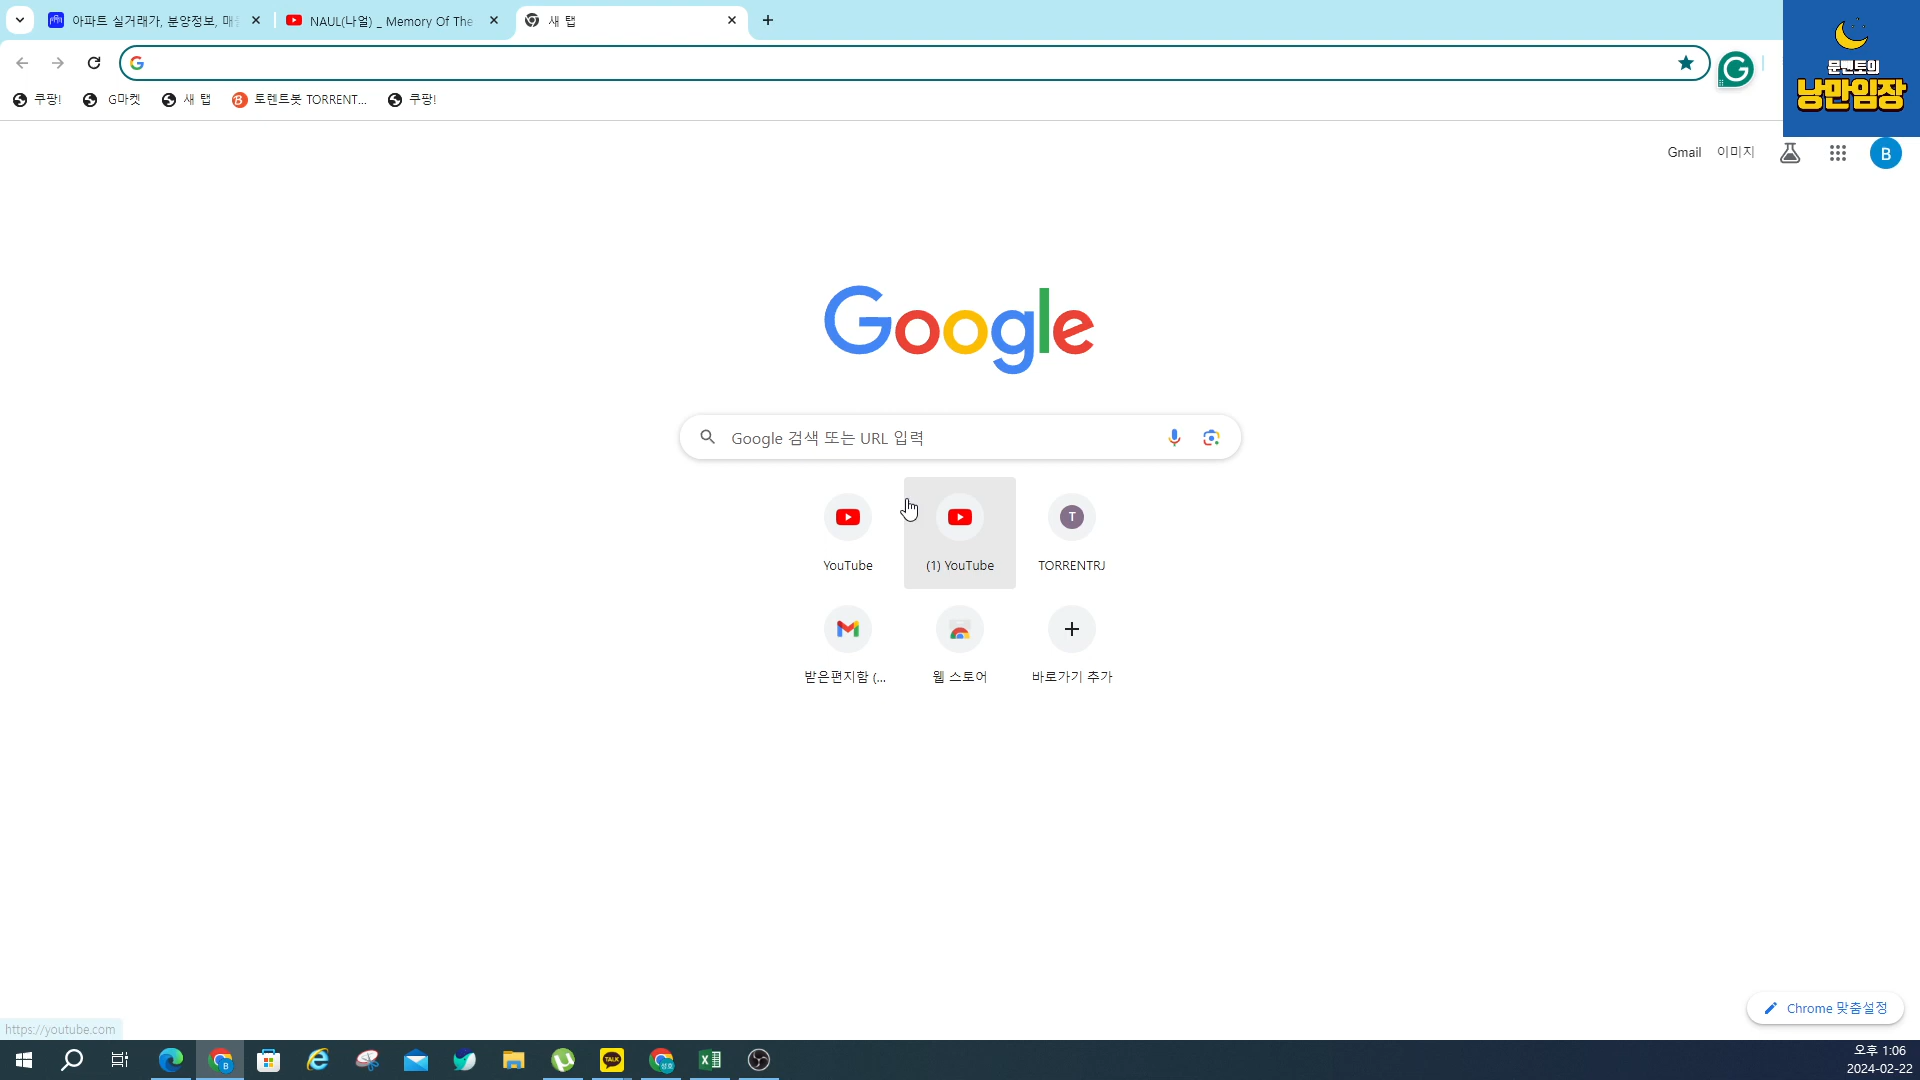 아파트 실거래가, 분양정보, 매
NAUL(나얼) _ Memory Of The
새 탭
쿠팡!
G마켓
새 탭
토렌트봇 TORRENT...
쿠팡!
문멘토의
낭만임장
Gmail
이미지
B
Google
Google 검색 또는 URL 입력
YouTube
(1) YouTube
T
TORRENTRJ
받은편지함 (...
웹 스토어
바로가기 추가
Chrome 맞춤설정
https://youtube.com
B
TALK
오후 1:06
2024-02-22